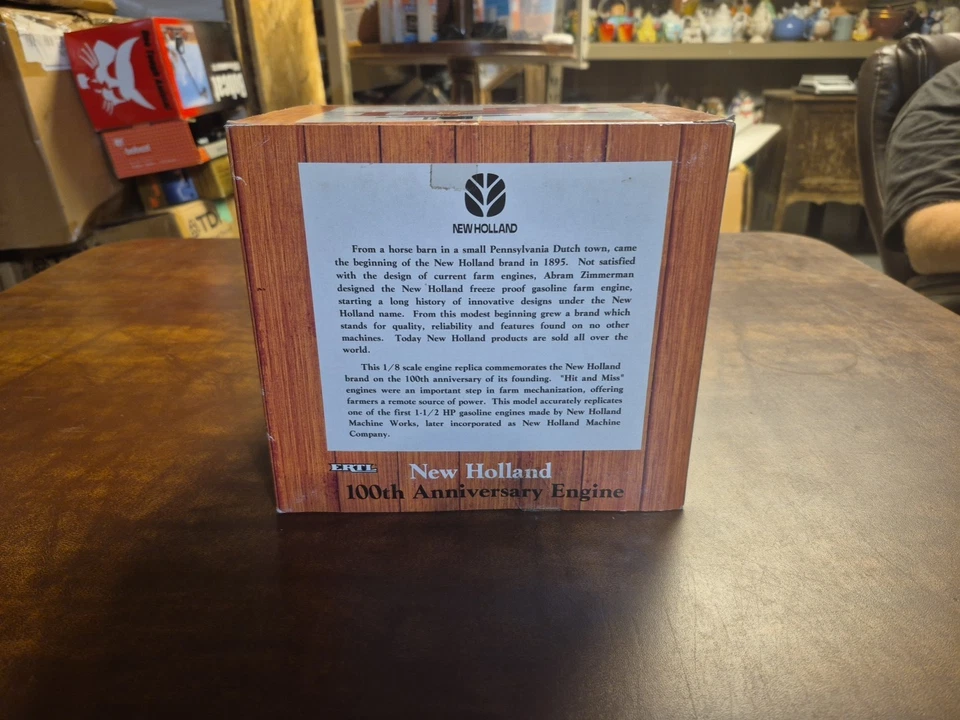 NEW HOLLAND
From a horse barn in a small Pennsylvania Dutch town, came
the beginning of the New Holland brand in 1895. Not satisfied
with the design of current farm engines, Abram Zimmerman
designed the New Holland freeze proof gasoline farm engine,
starting a long history of innovative designs under the New
Holland name. From this modest beginning grew a brand which
stands for quality, reliability and features found on no other
machines. Today New Holland products are sold all over the
world.
This 1/8 scale engine replica commemorates the New Holland
brand on the 100th anniversary of its founding. "Hit and Miss"
engines were an important step in farm mechanization, offering
farmers a remote source of power. This model accurately replicates
one of the first 1-1/2 HP gasoline engines made by New Holland
Machine Works, later incorporated as New Holland Machine
Company.
ERTL
New Holland
100th Anniversary Engine